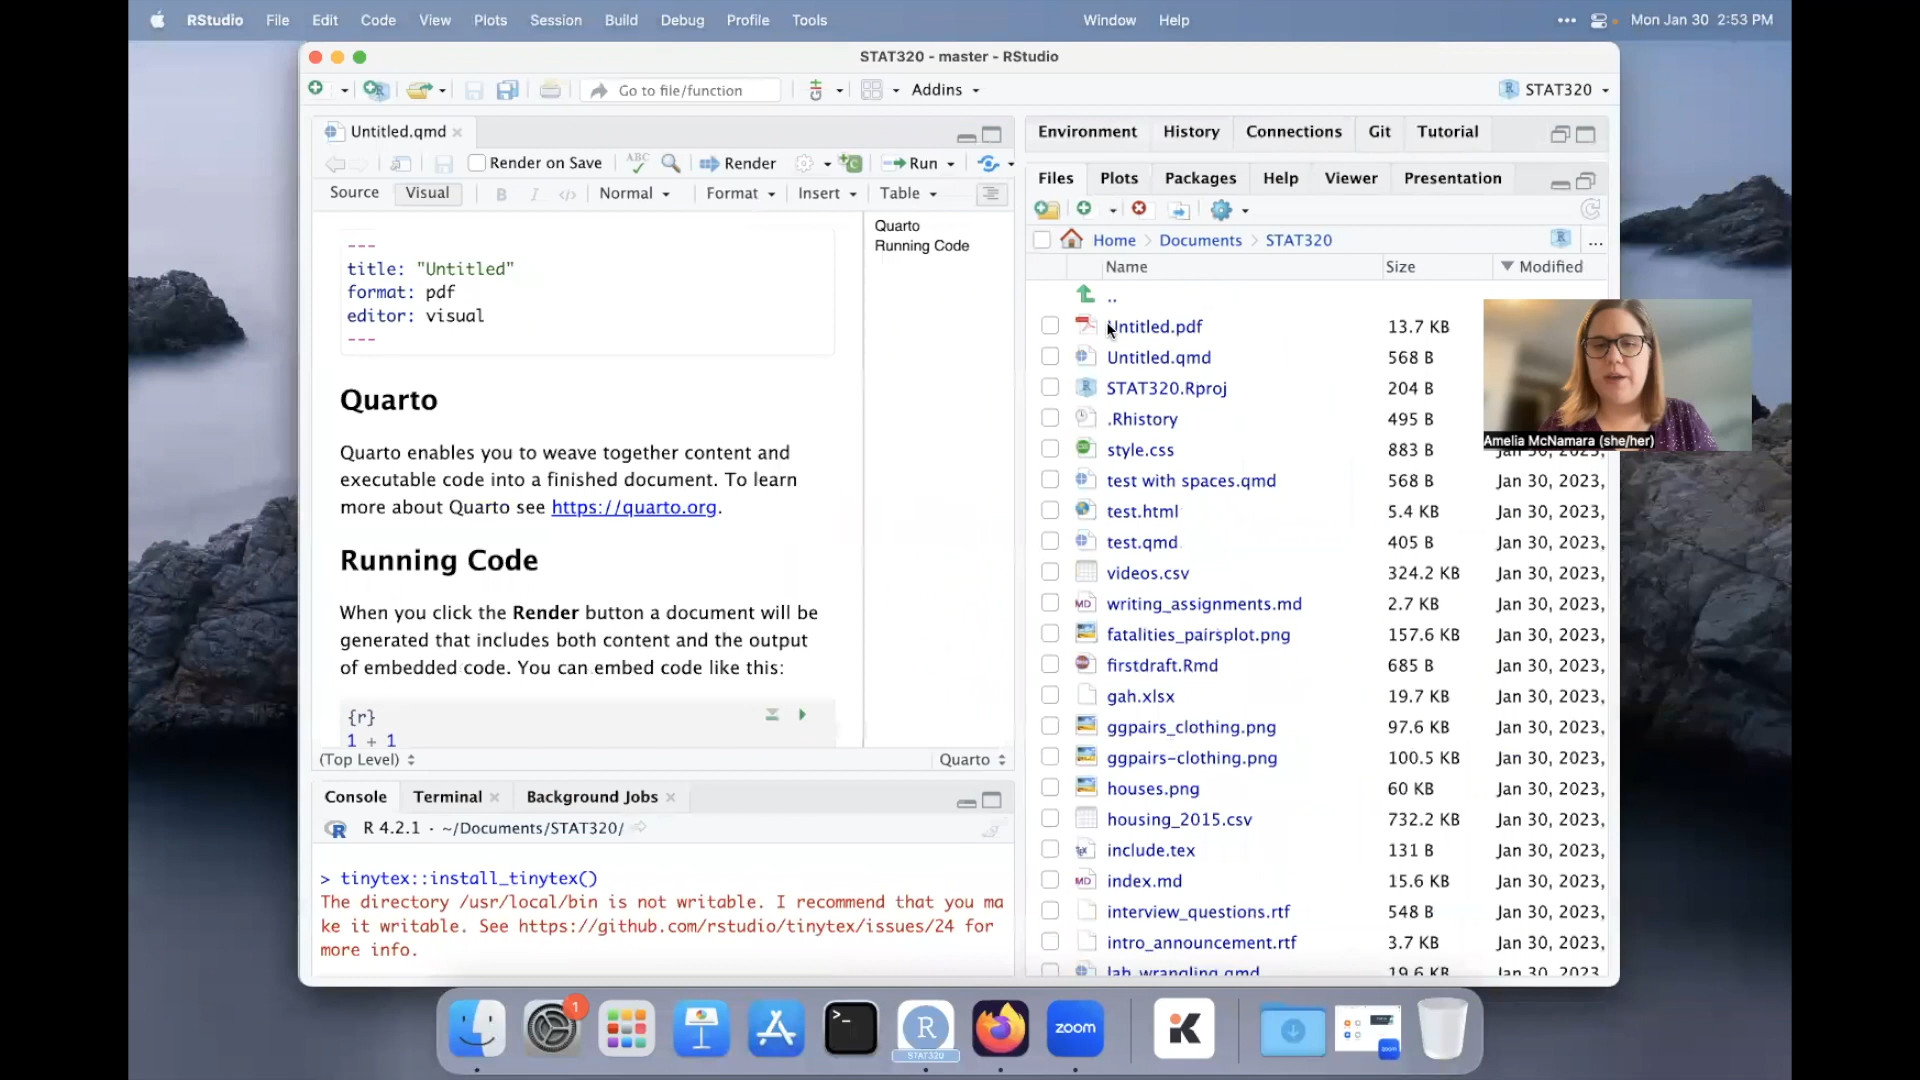 RStudio File Edit Code View Plots Session Build Debug Profile Tools Window Help Mon Jan 30 2:53 PM
STAT320 - master - RStudio
Go to file/function Addins STAT320
Untitled.qmd
Render on Save ABC Render Run
Source Visual B I </> Normal Format Insert Table
---
title: "Untitled"
format: pdf
editor: visual
---
Quarto
Quarto enables you to weave together content and
executable code into a finished document. To learn
more about Quarto see https://quarto.org.
Running Code
When you click the Render button a document will be
generated that includes both content and the output
of embedded code. You can embed code like this:
{r}
1 + 1
Quarto
Running Code
(Top Level) Quarto
Console Terminal Background Jobs
R 4.2.1 · ~/Documents/STAT320/
> tinytex::install_tinytex()
The directory /usr/local/bin is not writable. I recommend that you ma
ke it writable. See https://github.com/rstudio/tinytex/issues/24 for
more info.
Environment History Connections Git Tutorial
Files Plots Packages Help Viewer Presentation
Home Documents STAT320 ...
Name Size Modified
..
Untitled.pdf 13.7 KB
Untitled.qmd 568 B
STAT320.Rproj 204 B
.Rhistory 495 B
style.css 883 B Jan 30, 2023,
test with spaces.qmd 568 B Jan 30, 2023,
test.html 5.4 KB Jan 30, 2023,
test.qmd 405 B Jan 30, 2023,
videos.csv 324.2 KB Jan 30, 2023,
writing_assignments.md 2.7 KB Jan 30, 2023,
fatalities_pairsplot.png 157.6 KB Jan 30, 2023,
firstdraft.Rmd 685 B Jan 30, 2023,
gah.xlsx 19.7 KB Jan 30, 2023,
ggpairs_clothing.png 97.6 KB Jan 30, 2023,
ggpairs-clothing.png 100.5 KB Jan 30, 2023,
houses.png 60 KB Jan 30, 2023,
housing_2015.csv 732.2 KB Jan 30, 2023,
include.tex 131 B Jan 30, 2023,
index.md 15.6 KB Jan 30, 2023,
interview_questions.rtf 548 B Jan 30, 2023,
intro_announcement.rtf 3.7 KB Jan 30, 2023,
lab_wrangling.qmd 19.6 KB Jan 30, 2023,
Amelia McNamara (she/her)
1
>_
R
STAT320
zoom
K
zoom